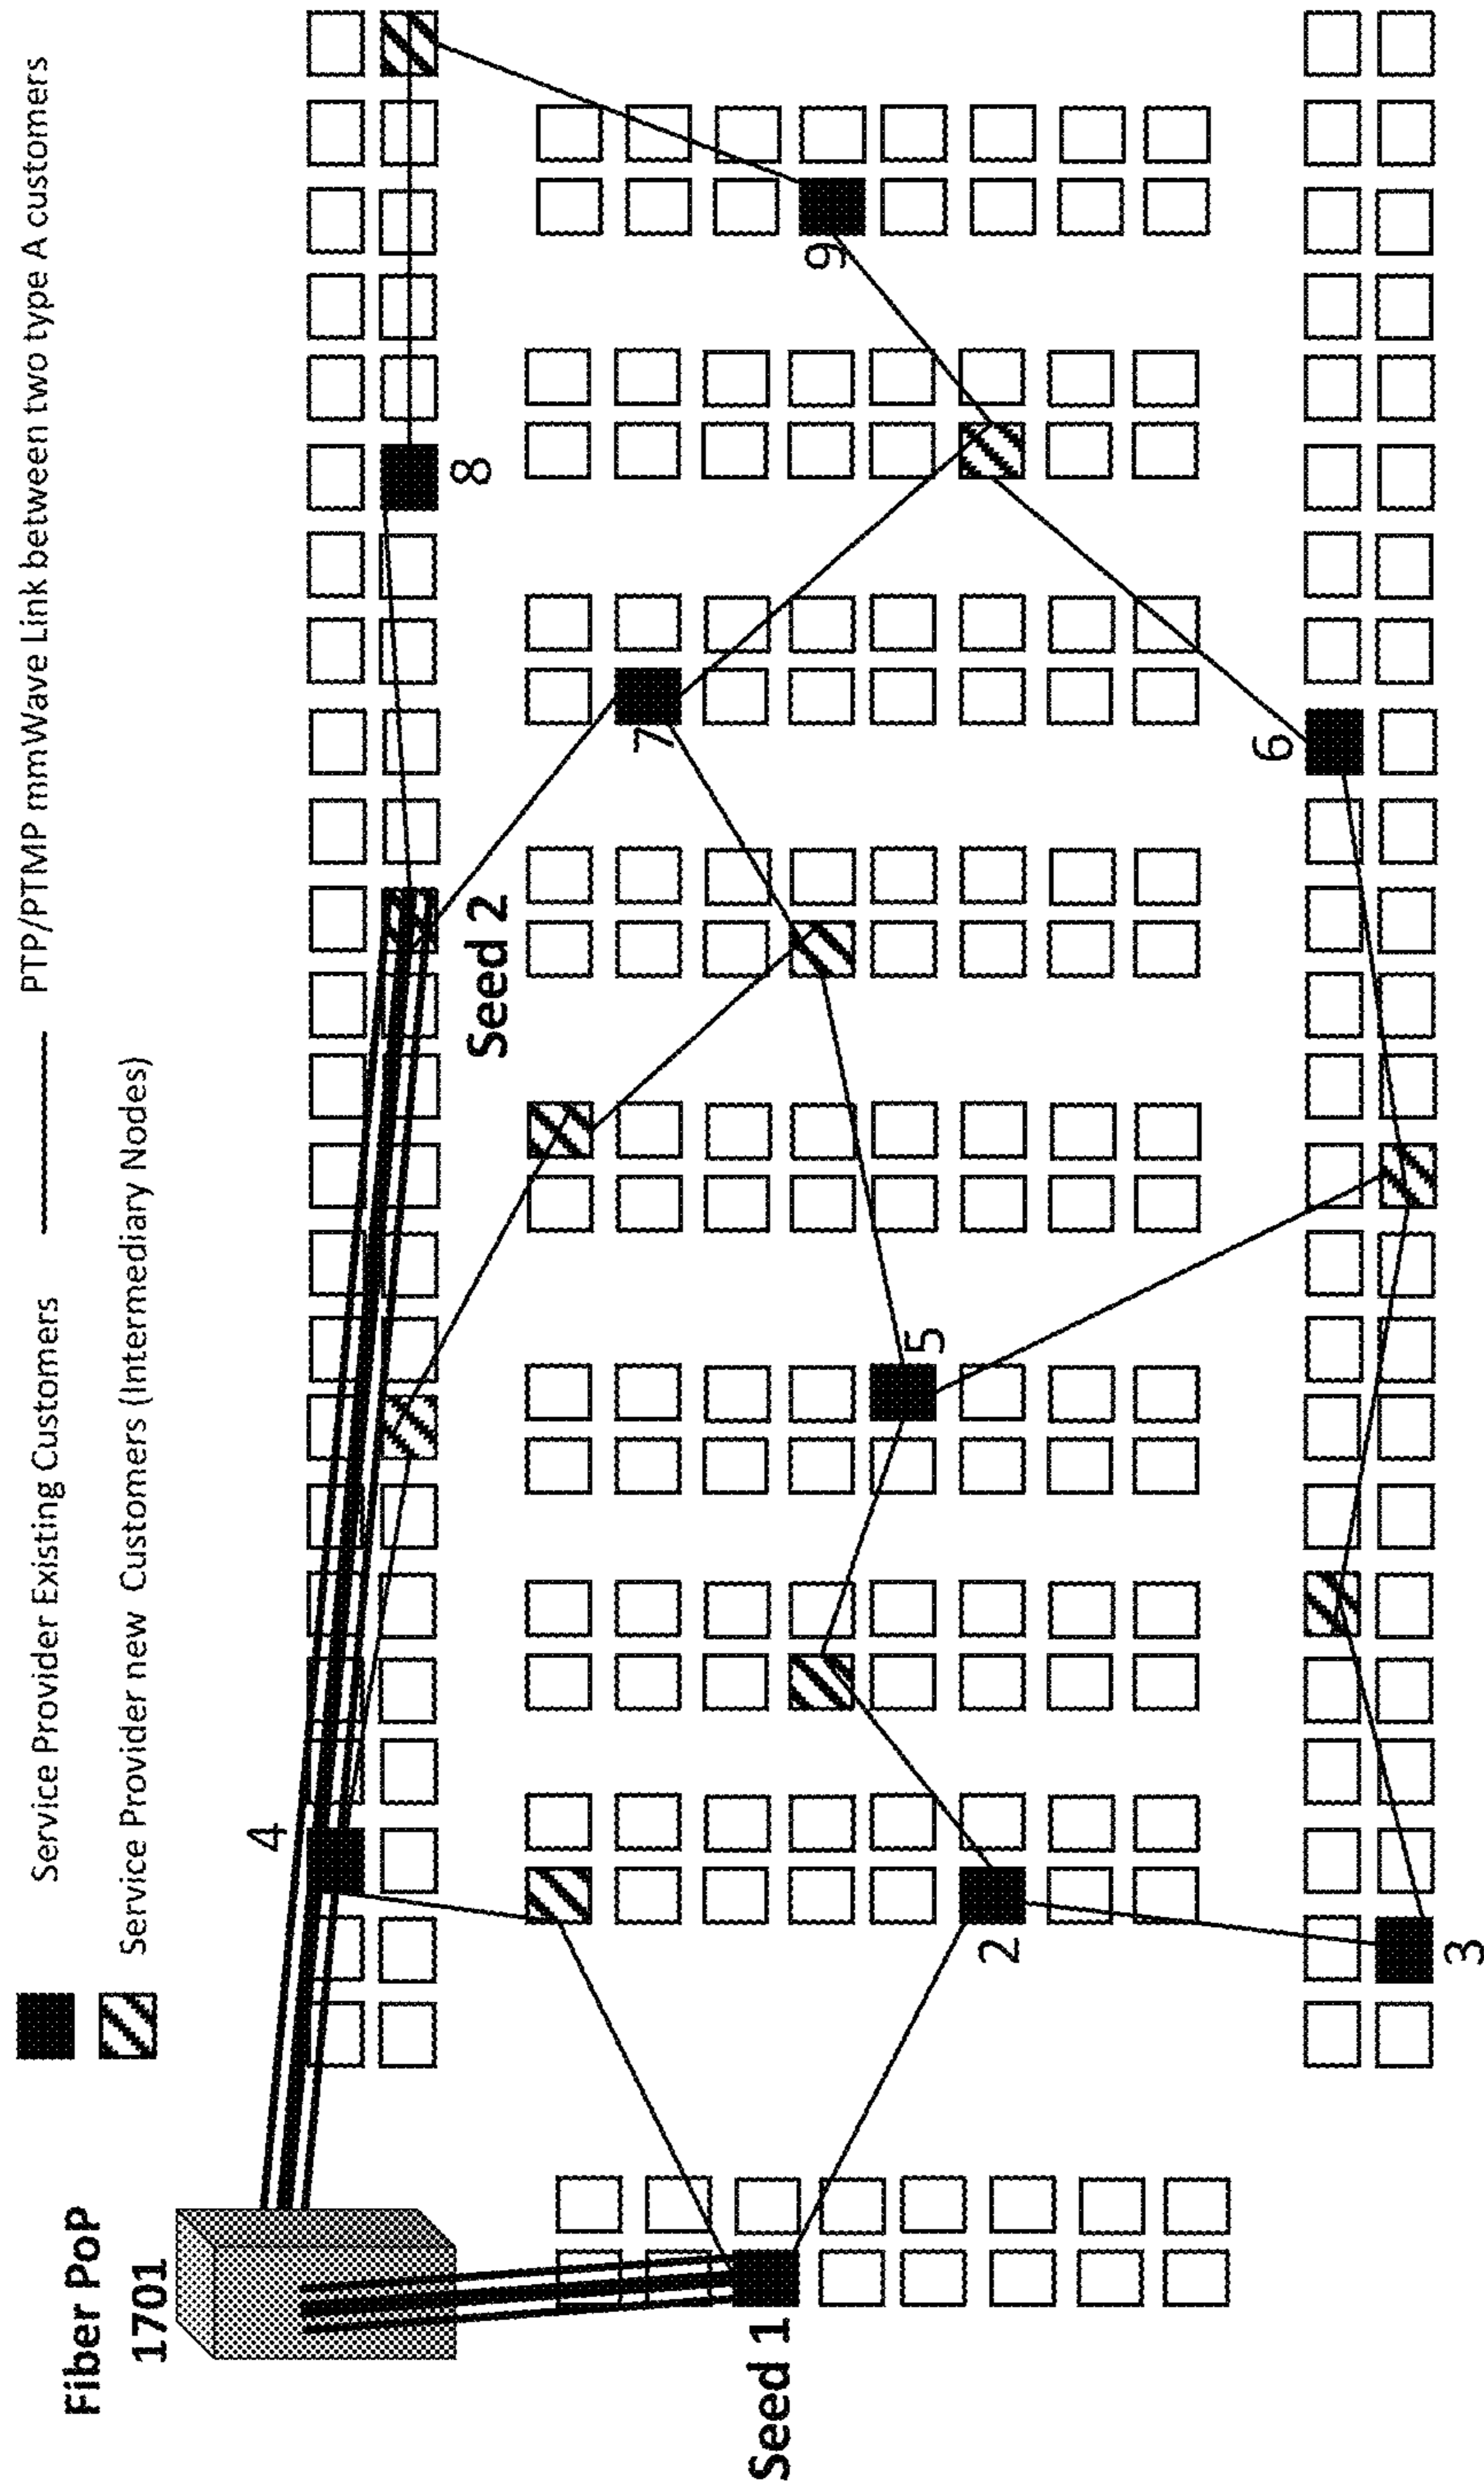 Service Provider Existing Customers
PTP/PTMP mmWave Link between two type A customers
Service Provider new Customers (Intermediary Nodes)
Fiber PoP
1701
Seed 1
Seed 2
4
2
3
5
7
6
8
9